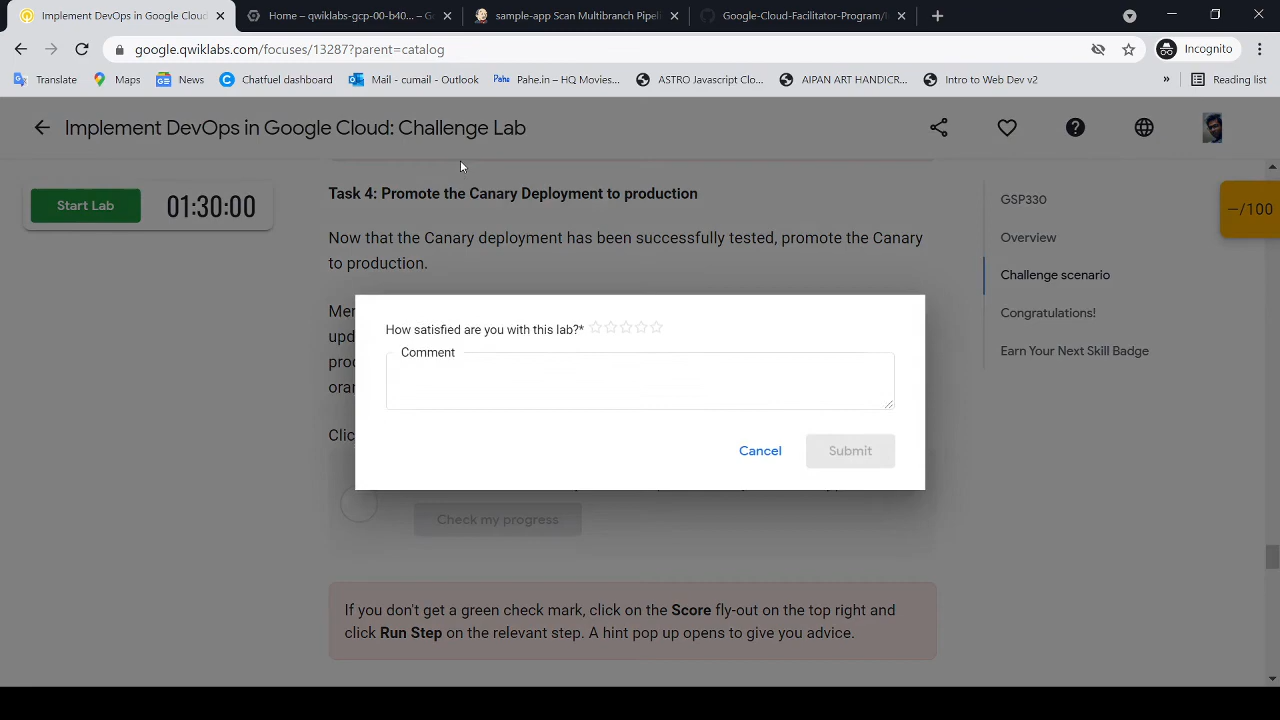 Implement DevOps in Google Cloud
Home – qwiklabs-gcp-00-b40... – G
sample-app Scan Multibranch Pipeli
Google-Cloud-Facilitator-Program/
google.qwiklabs.com/focuses/13287?parent=catalog
Incognito
Translate
Maps
News
Chatfuel dashboard
Mail - cumail - Outlook
Pahe Pahe.in – HQ Movies...
ASTRO Javascript Clo...
AIPAN ART HANDICR...
Intro to Web Dev v2
»
Reading list
Implement DevOps in Google Cloud: Challenge Lab
Start Lab
01:30:00
Task 4: Promote the Canary Deployment to production
Now that the Canary deployment has been successfully tested, promote the Canary
to production.
GSP330
Overview
Challenge scenario
Congratulations!
Earn Your Next Skill Badge
–/100
How satisfied are you with this lab?*
Comment
Cancel
Submit
Check my progress
If you don't get a green check mark, click on the Score fly-out on the top right and
click Run Step on the relevant step. A hint pop up opens to give you advice.